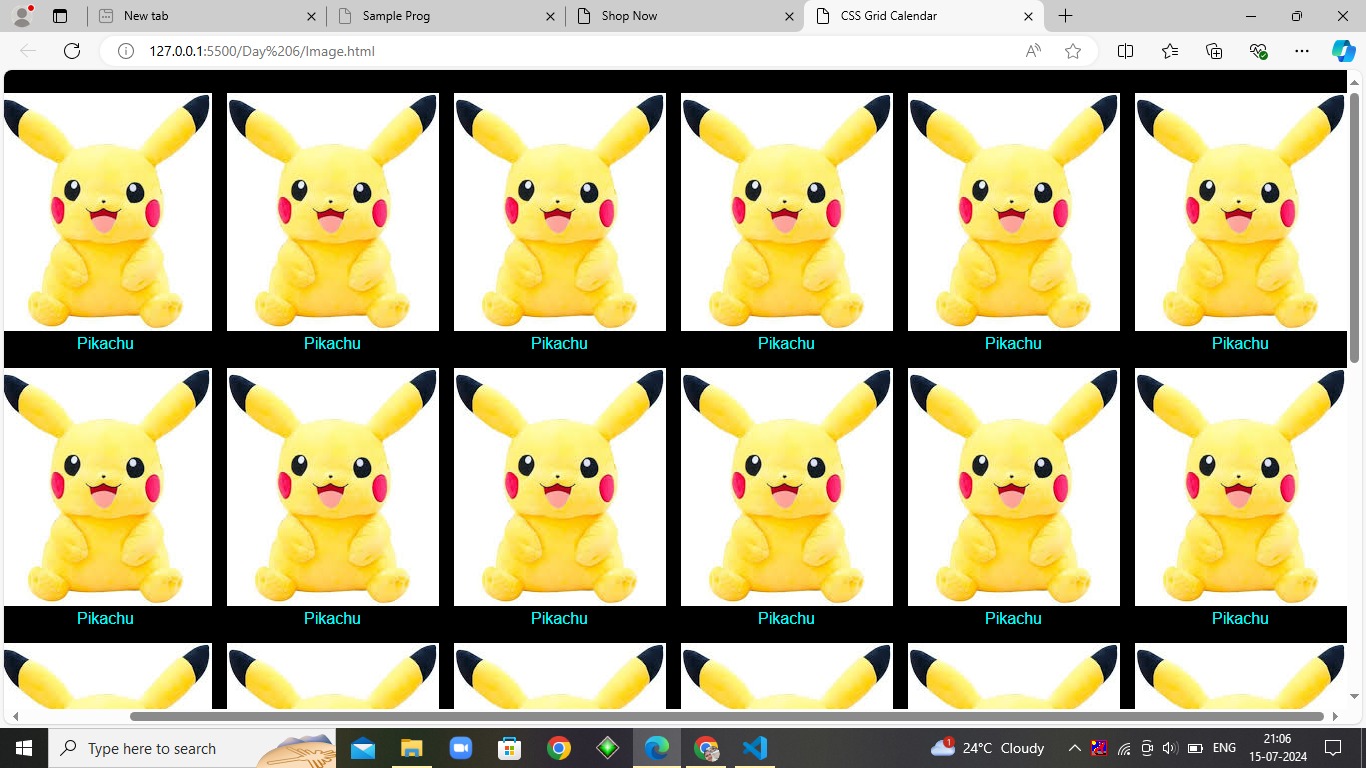 New tab
Sample Prog
Shop Now
CSS Grid Calendar
127.0.0.1:5500/Day%206/Image.html
Pikachu Pikachu Pikachu Pikachu Pikachu Pikachu
Pikachu Pikachu Pikachu Pikachu Pikachu Pikachu
Type here to search
1
24°C Cloudy
ENG
21:06
15-07-2024